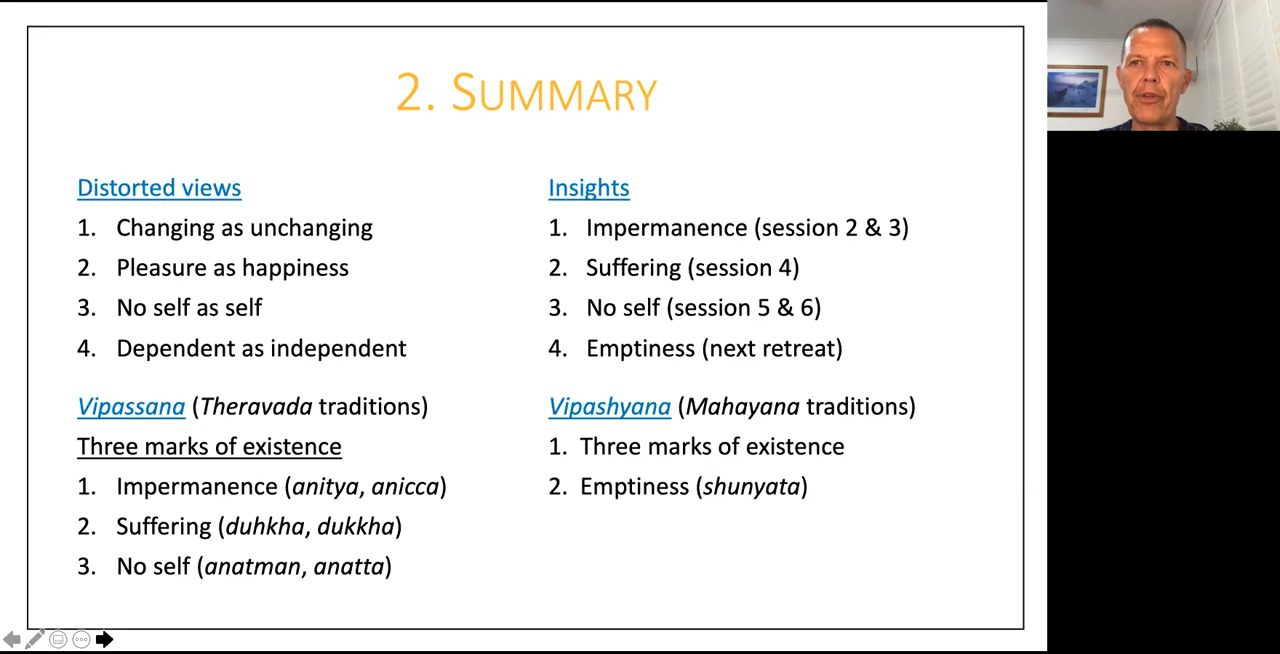 2. Summary
Distorted views
1. Changing as unchanging
2. Pleasure as happiness
3. No self as self
4. Dependent as independent
Vipassana (Theravada traditions)
Three marks of existence
1. Impermanence (anitya, anicca)
2. Suffering (duhkha, dukkha)
3. No self (anatman, anatta)
Insights
1. Impermanence (session 2 & 3)
2. Suffering (session 4)
3. No self (session 5 & 6)
4. Emptiness (next retreat)
Vipashyana (Mahayana traditions)
1. Three marks of existence
2. Emptiness (shunyata)